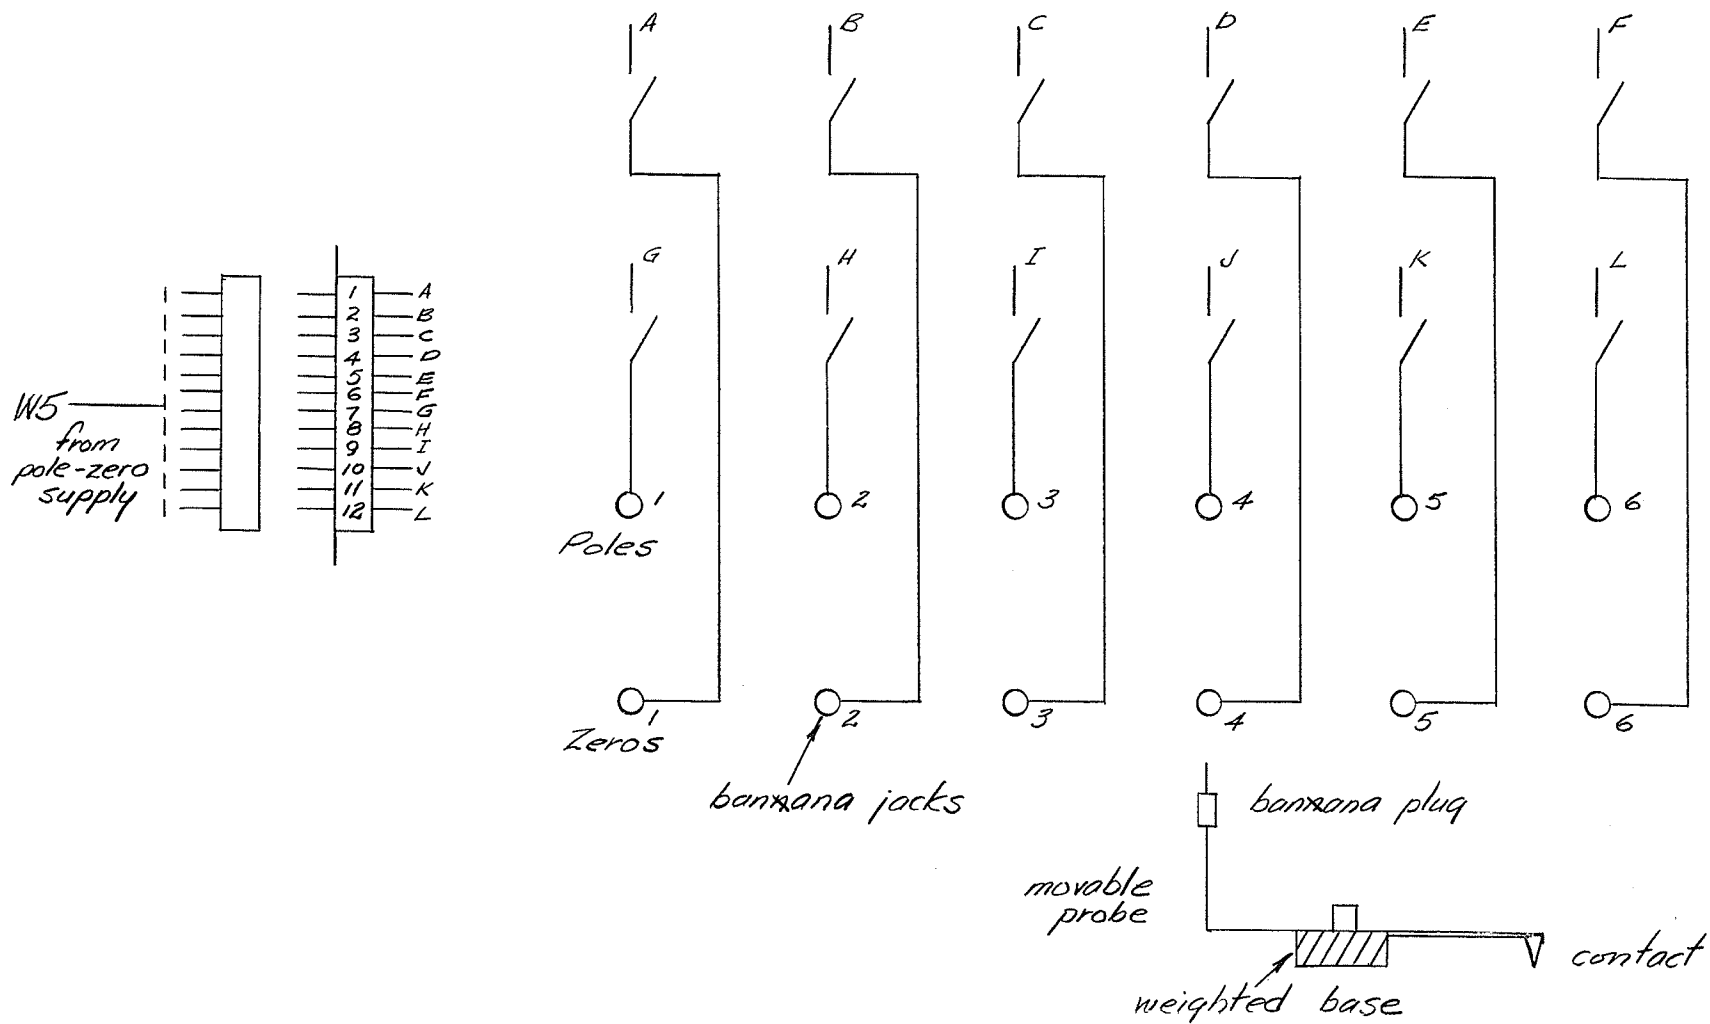 A B C D E F
G H I J K L
1 A
2 B
3 C
4 D
5 E
6 F
7 G
8 H
9 I
10 J
11 K
12 L
W5
from
pole-zero
supply
1 2 3 4 5 6
Poles
1 2 3 4 5 6
Zeros
bannana jacks
bannana plug
movable
probe
contact
weighted base